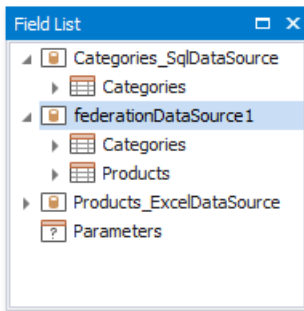 Field List
Categories_SqlDataSource
Categories
federationDataSource1
Categories
Products
Products_ExcelDataSource
Parameters